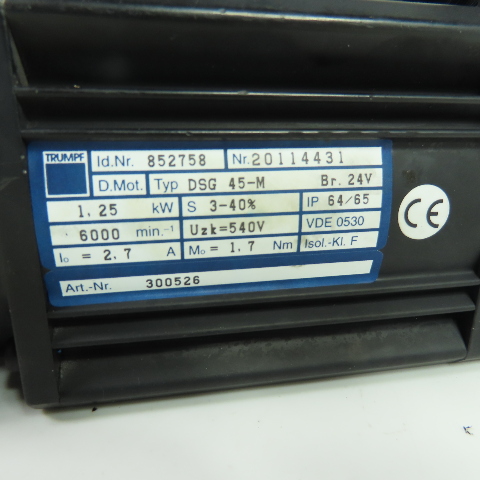 TRUMPF Id.Nr. 852758 Nr. 20114431
D.Mot. Typ DSG 45-M Br. 24V
1,25 kW S 3-40% IP 64/65
6000 min.-1 Uzk=540V VDE 0530
Io = 2,7 A Mo = 1,7 Nm Isol.-Kl. F
Art.-Nr. 300526
CE